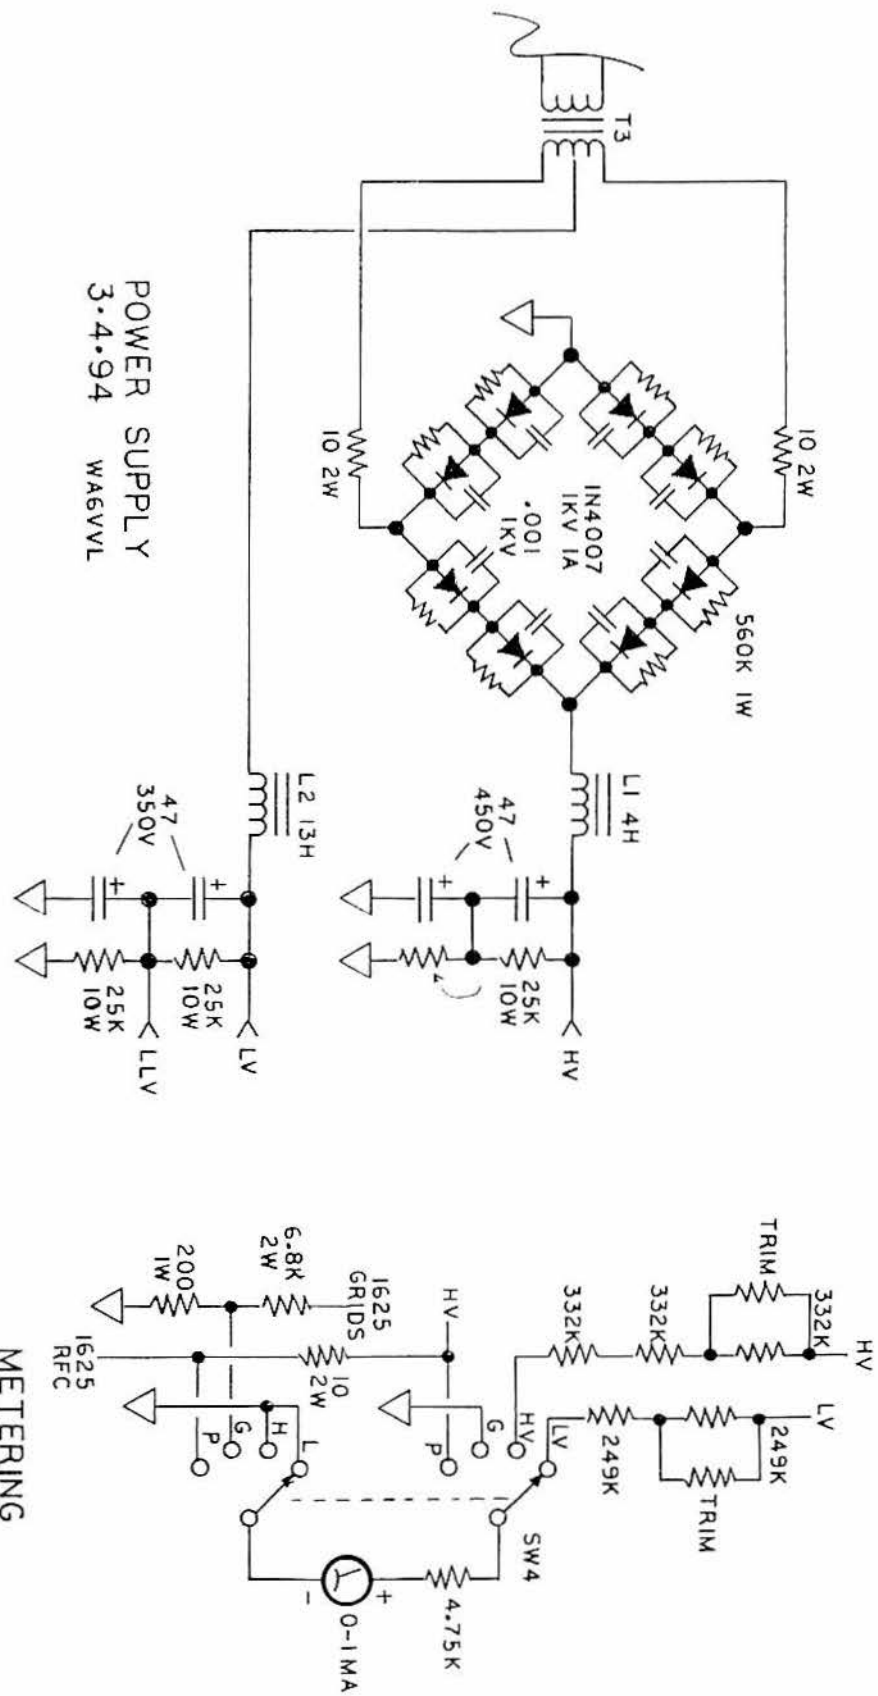 T3
10 2W
560K 1W
1N4007
1KV 1A
.001
1KV
10 2W
L1 4H
47
450V
25K
10W
HV
L2 13H
47
350V
25K
10W
LV
25K
10W
LLV
POWER SUPPLY
3.4.94 WA6VVL
HV
LV
332K
TRIM
332K
332K
249K
249K
TRIM
HV
LV
HV
G
P
SW4
1625
GRIDS
6.8K
2W
200
1W
10
2W
1625
RFC
L
H
G
P
4.75K
+
-
0-1MA
METERING
+
+
+
+